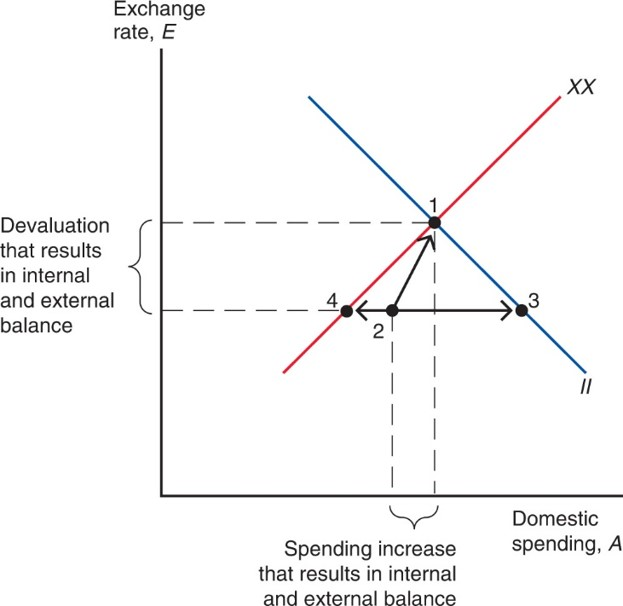 Exchange
rate, E
XX
1
Devaluation
that results
in internal
and external
balance
4
3
2
II
Domestic
spending, A
Spending increase
that results in internal
and external balance